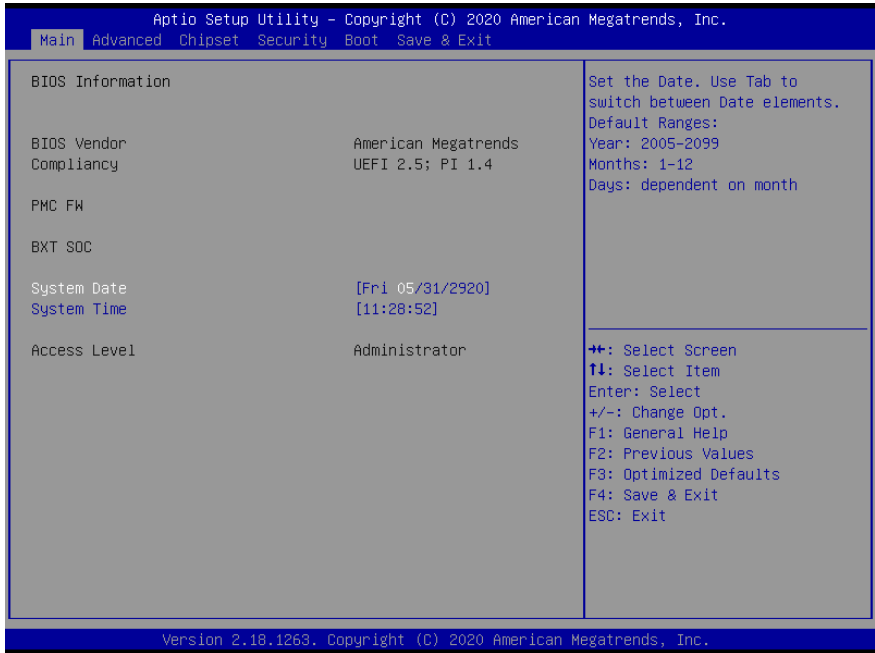 Aptio Setup Utility – Copyright (C) 2020 American Megatrends, Inc.
Main Advanced Chipset Security Boot Save & Exit
BIOS Information
BIOS Vendor American Megatrends
Compliancy UEFI 2.5; PI 1.4
PMC FW
BXT SOC
System Date [Fri 05/31/2920]
System Time [11:28:52]
Access Level Administrator
Set the Date. Use Tab to
switch between Date elements.
Default Ranges:
Year: 2005-2099
Months: 1-12
Days: dependent on month
→←: Select Screen
↑↓: Select Item
Enter: Select
+/-: Change Opt.
F1: General Help
F2: Previous Values
F3: Optimized Defaults
F4: Save & Exit
ESC: Exit
Version 2.18.1263. Copyright (C) 2020 American Megatrends, Inc.